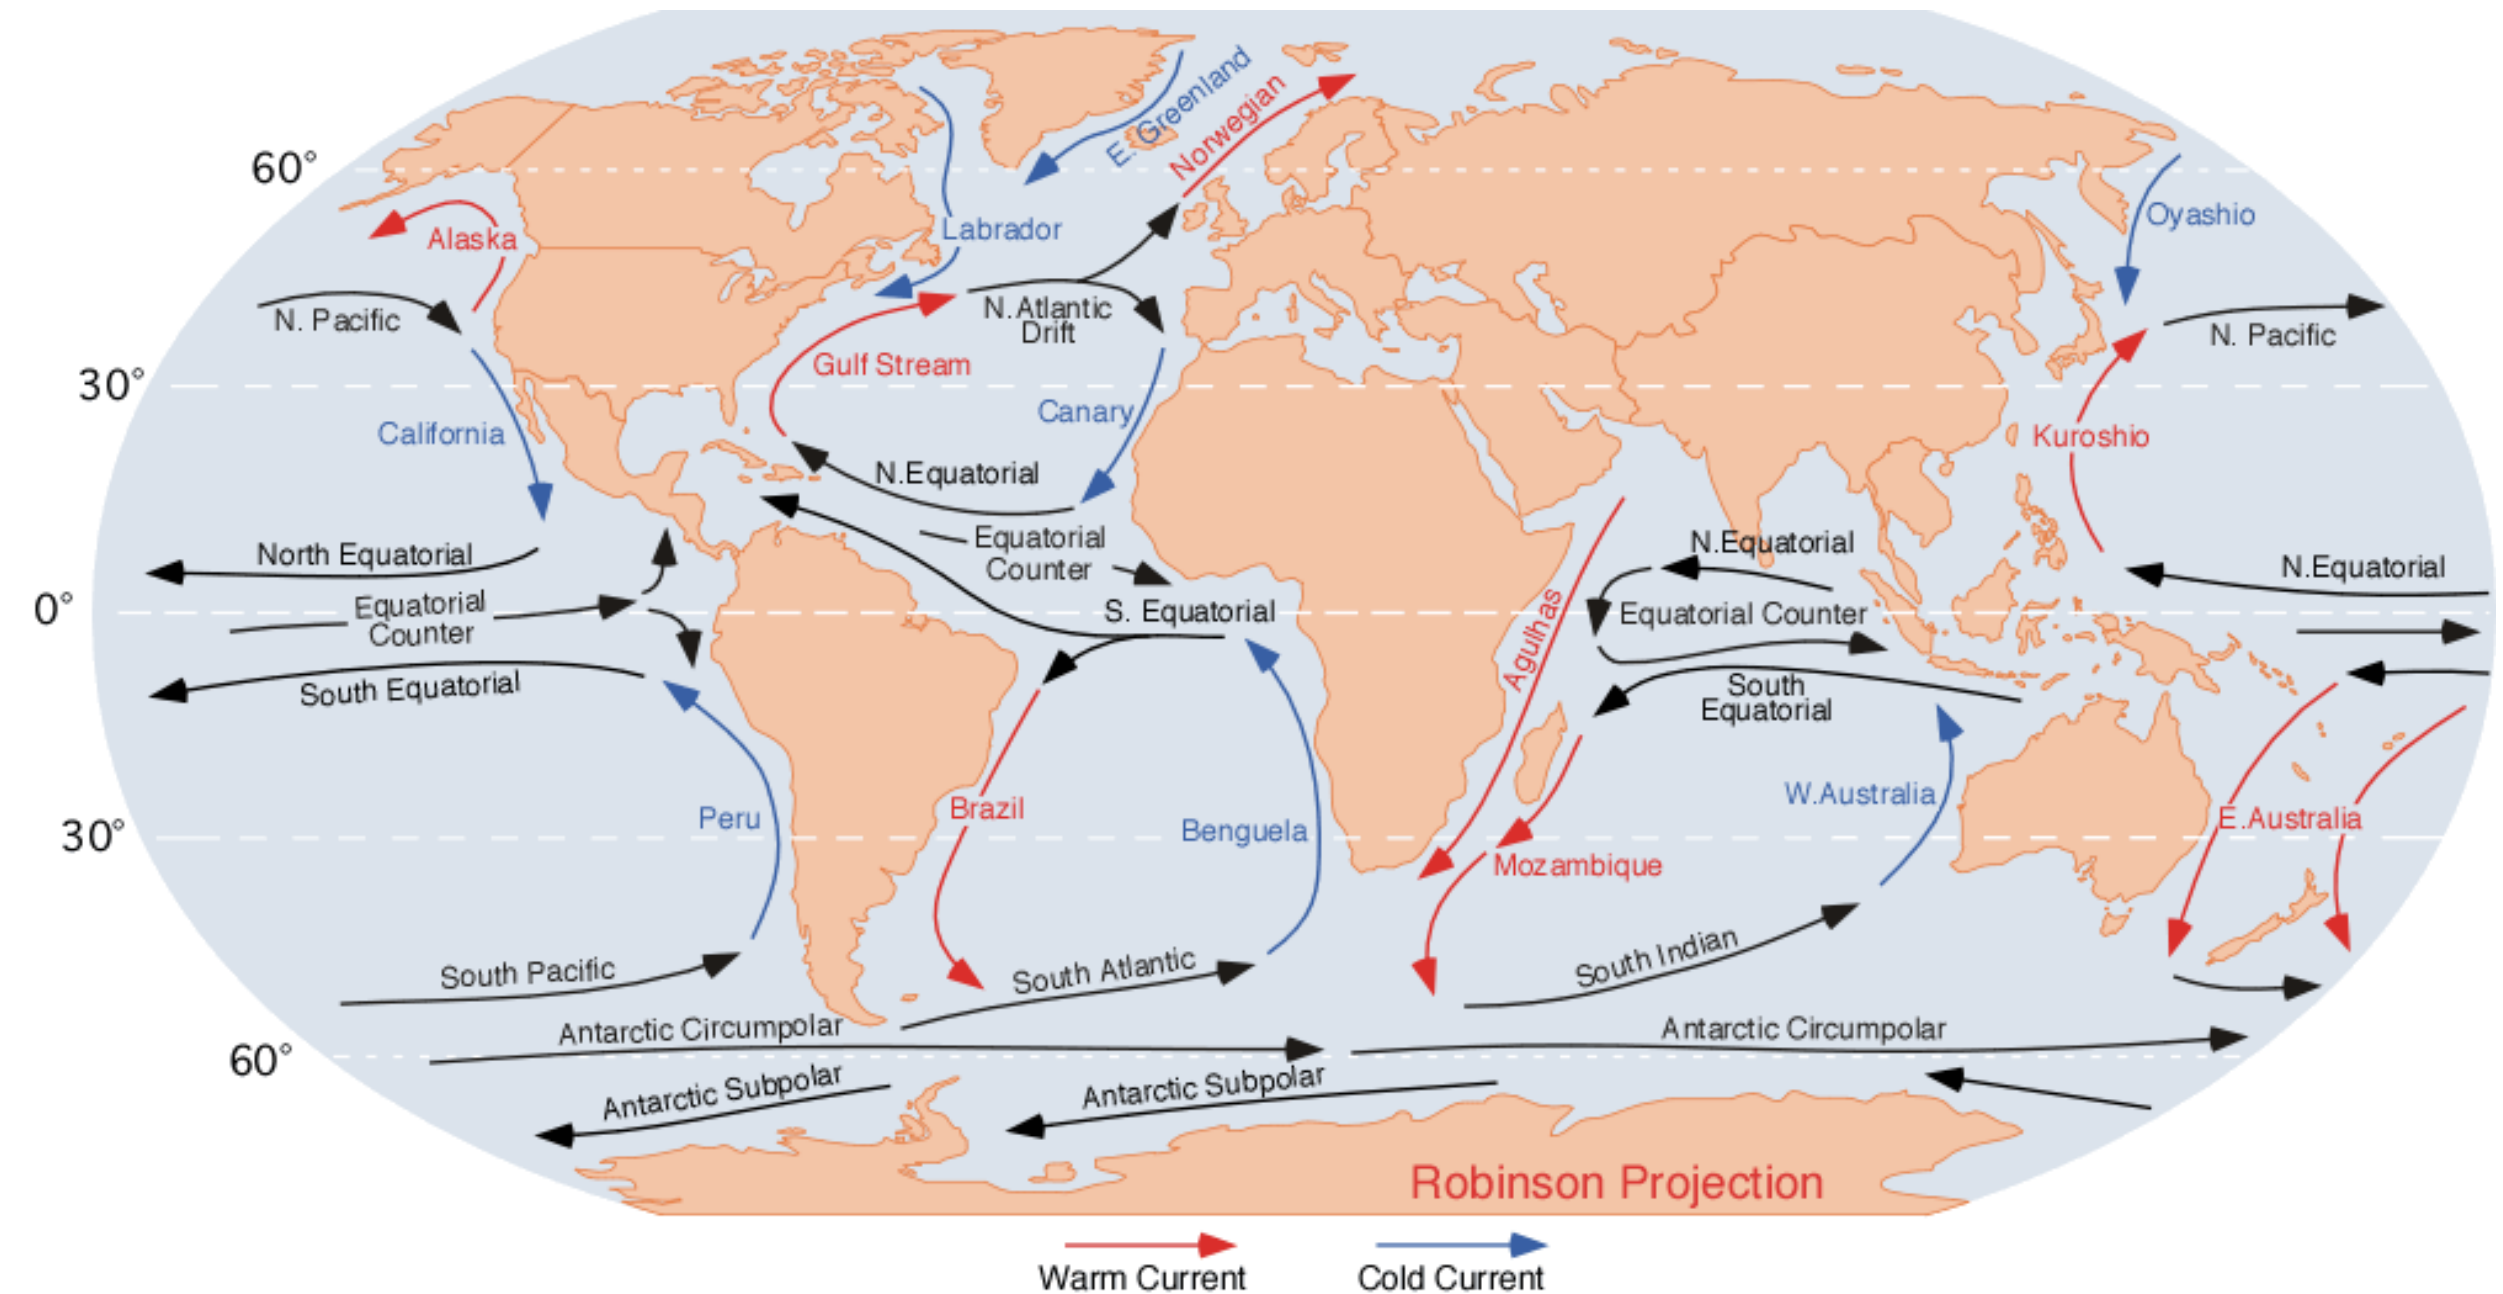 E. Greenland
Norwegian
60°
Alaska
Labrador
Oyashio
N. Pacific
N.Atlantic
Drift
N. Pacific
Gulf Stream
30°
California
Canary
Kuroshio
N.Equatorial
North Equatorial
Equatorial
Counter
N.Equatorial
N.Equatorial
0°
Equatorial
Counter
S. Equatorial
Equatorial Counter
Agulhas
South Equatorial
South
Equatorial
Peru
Brazil
Benguela
W.Australia
E.Australia
30°
Mozambique
South Pacific
South Atlantic
South Indian
Antarctic Circumpolar
Antarctic Circumpolar
60°
Antarctic Subpolar
Antarctic Subpolar
Robinson Projection
Warm Current
Cold Current